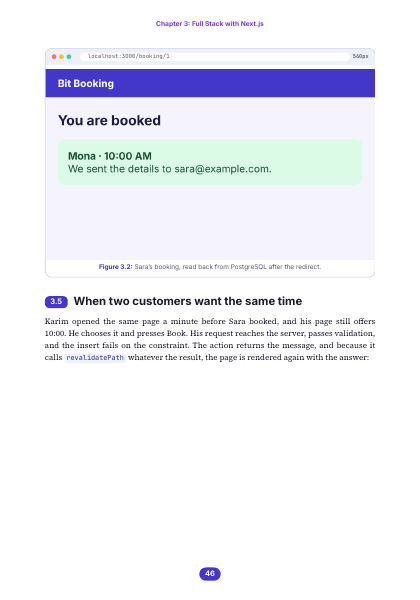 Chapter 3: Full Stack with Next.js
localhost:3000/booking/1
560px
Bit Booking
You are booked
Mona · 10:00 AM
We sent the details to sara@example.com.
Figure 3.2: Sara's booking, read back from PostgreSQL after the redirect.
3.5 When two customers want the same time
Karim opened the same page a minute before Sara booked, and his page still offers
10:00. He chooses it and presses Book. His request reaches the server, passes validation,
and the insert fails on the constraint. The action returns the message, and because it
calls revalidatePath whatever the result, the page is rendered again with the answer:
46